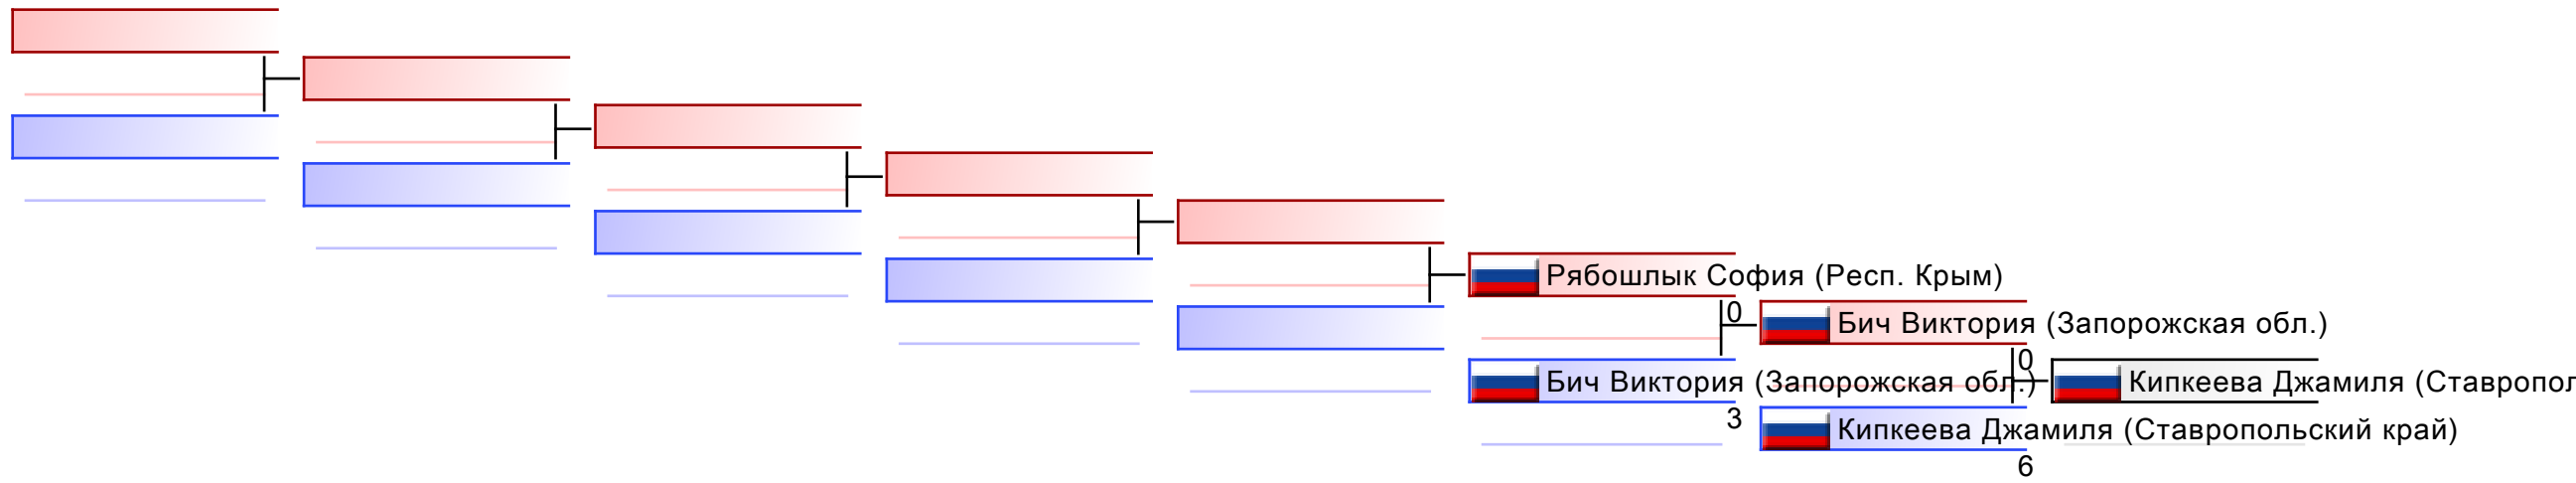 Рябошлык София (Респ. Крым)
0
Бич Виктория (Запорожская обл.)
Бич Виктория (Запорожская обл.)
3
0
Кипкеева Джамиля (Ставропол
Кипкеева Джамиля (Ставропольский край)
6